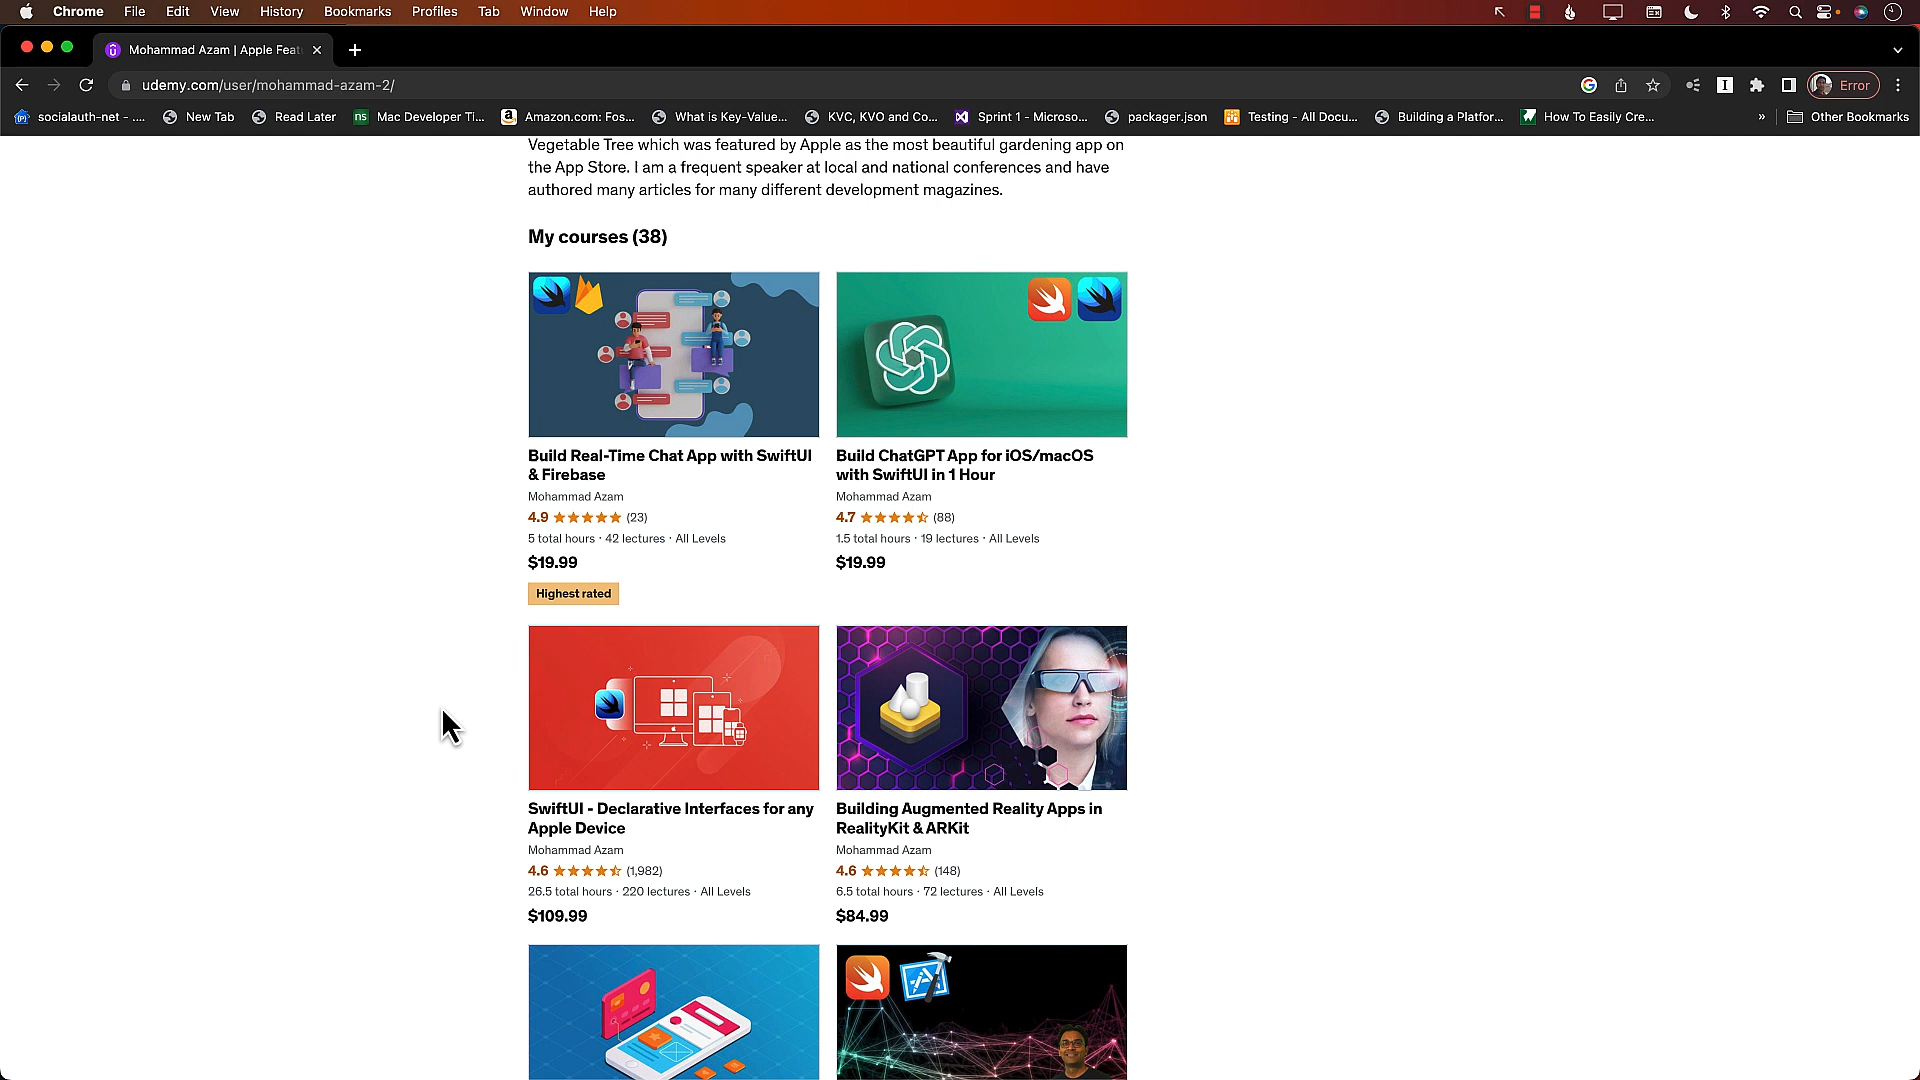 Chrome File Edit View History Bookmarks Profiles Tab Window Help
Mohammad Azam | Apple Feat
udemy.com/user/mohammad-azam-2/
Error
socialauth-net - .... New Tab Read Later Mac Developer Ti... Amazon.com: Fos... What is Key-Value... KVC, KVO and Co... Sprint 1 - Microso... packager.json Testing - All Docu... Building a Platfor... How To Easily Cre... » Other Bookmarks
Vegetable Tree which was featured by Apple as the most beautiful gardening app on
the App Store. I am a frequent speaker at local and national conferences and have
authored many articles for many different development magazines.
My courses (38)
Build Real-Time Chat App with SwiftUI
& Firebase
Mohammad Azam
4.9 (23)
5 total hours · 42 lectures · All Levels
$19.99
Highest rated
Build ChatGPT App for iOS/macOS
with SwiftUI in 1 Hour
Mohammad Azam
4.7 (88)
1.5 total hours · 19 lectures · All Levels
$19.99
SwiftUI - Declarative Interfaces for any
Apple Device
Mohammad Azam
4.6 (1,982)
26.5 total hours · 220 lectures · All Levels
$109.99
Building Augmented Reality Apps in
RealityKit & ARKit
Mohammad Azam
4.6 (148)
6.5 total hours · 72 lectures · All Levels
$84.99